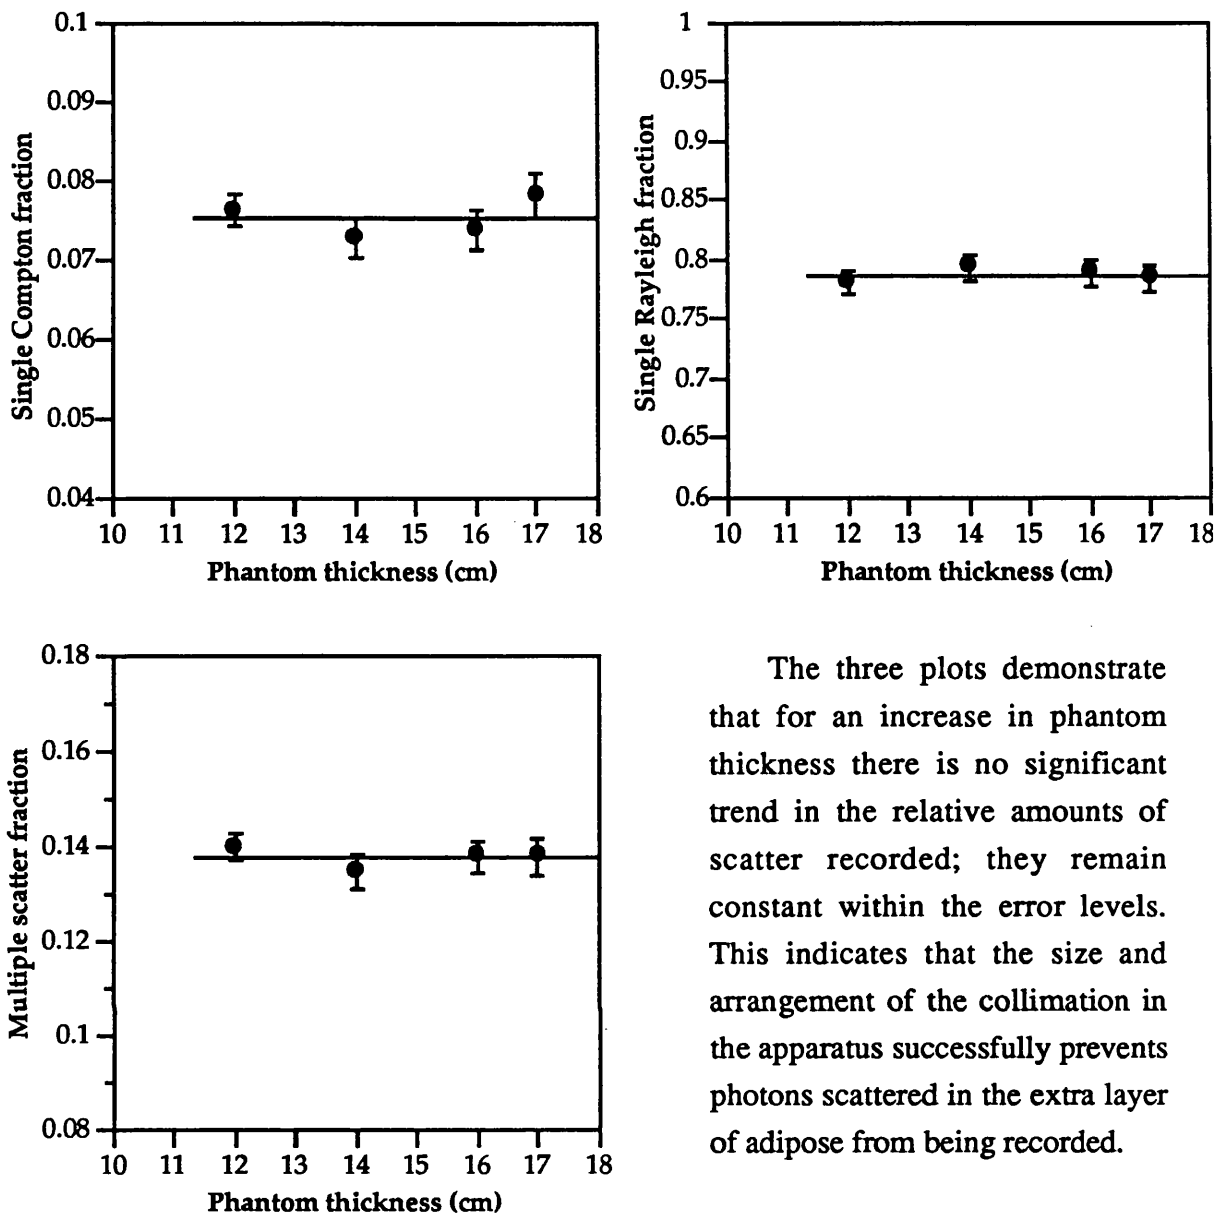 0.1
0.09
0.08
0.07
0.06
0.05
0.04
Single Compton fraction
10 11 12 13 14 15 16 17 18
Phantom thickness (cm)
1
0.95
0.9
0.85
0.8
0.75
0.7
0.65
0.6
Single Rayleigh fraction
10 11 12 13 14 15 16 17 18
Phantom thickness (cm)
0.18
0.16
0.14
0.12
0.1
0.08
Multiple scatter fraction
10 11 12 13 14 15 16 17 18
Phantom thickness (cm)
The three plots demonstrate
that for an increase in phantom
thickness there is no significant
trend in the relative amounts of
scatter recorded; they remain
constant within the error levels.
This indicates that the size and
arrangement of the collimation in
the apparatus successfully prevents
photons scattered in the extra layer
of adipose from being recorded.